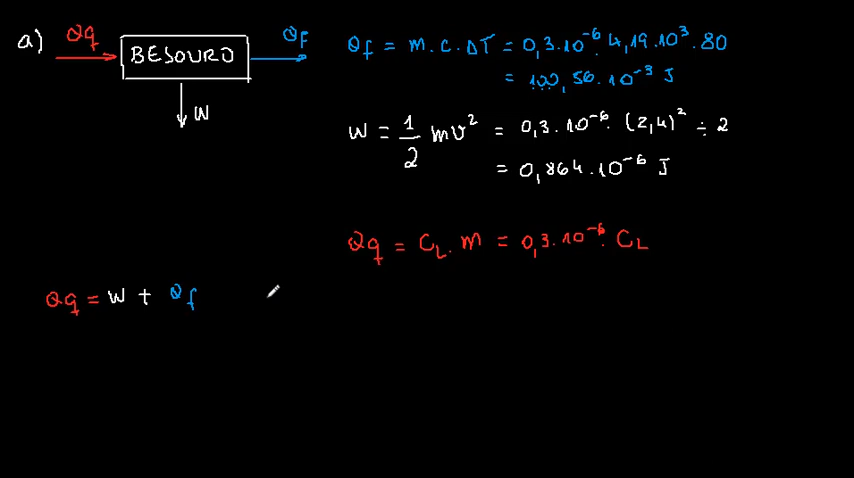 a) Qq BESOURO Qf
W
Qf = m.c.ΔT = 0,3.10⁻⁶.4,19.10³.80
= 100,56.10⁻³ J
W = 1/2 mv² = 0,3.10⁻⁶.(2,4)² ÷ 2
= 0,864.10⁻⁶ J
Qq = CL.m = 0,3.10⁻⁶.CL
Qq = W + Qf